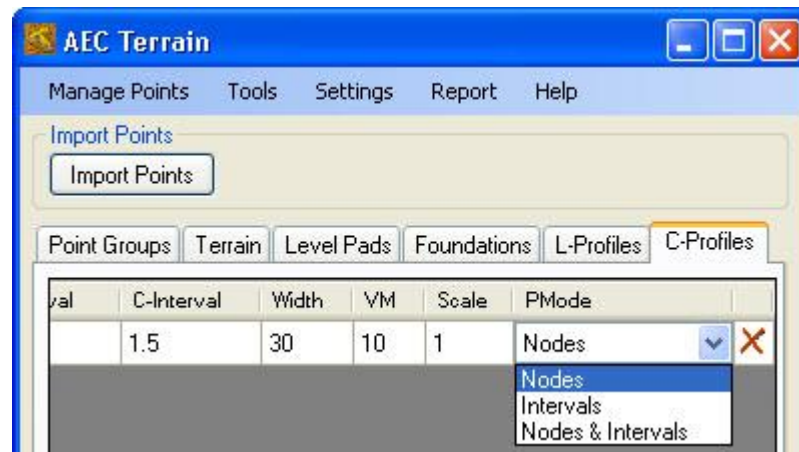 AEC Terrain
Manage Points Tools Settings Report Help
Import Points
Import Points
Point Groups Terrain Level Pads Foundations L-Profiles C-Profiles
val C-Interval Width VM Scale PMode
1.5 30 10 1 Nodes
Nodes
Intervals
Nodes & Intervals